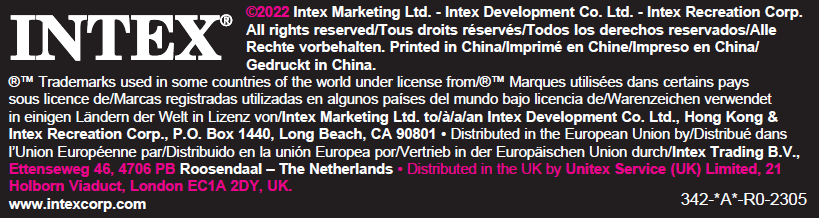 INTEX®
©2022 Intex Marketing Ltd. - Intex Development Co. Ltd. - Intex Recreation Corp.
All rights reserved/Tous droits réservés/Todos los derechos reservados/Alle
Rechte vorbehalten. Printed in China/Imprimé en Chine/Impreso en China/
Gedruckt in China.
®™ Trademarks used in some countries of the world under license from/®™ Marques utilisées dans certains pays
sous licence de/Marcas registradas utilizadas en algunos países del mundo bajo licencia de/Warenzeichen verwendet
in einigen Ländern der Welt in Lizenz von/Intex Marketing Ltd. to/à/a/an Intex Development Co. Ltd., Hong Kong &
Intex Recreation Corp., P.O. Box 1440, Long Beach, CA 90801 • Distributed in the European Union by/Distribué dans
l'Union Européenne par/Distribuido en la unión Europea por/Vertrieb in der Europäischen Union durch/Intex Trading B.V.,
Ettenseweg 46, 4706 PB Roosendaal – The Netherlands • Distributed in the UK by Unitex Service (UK) Limited, 21
Holborn Viaduct, London EC1A 2DY, UK.
www.intexcorp.com
342-*A*-R0-2305